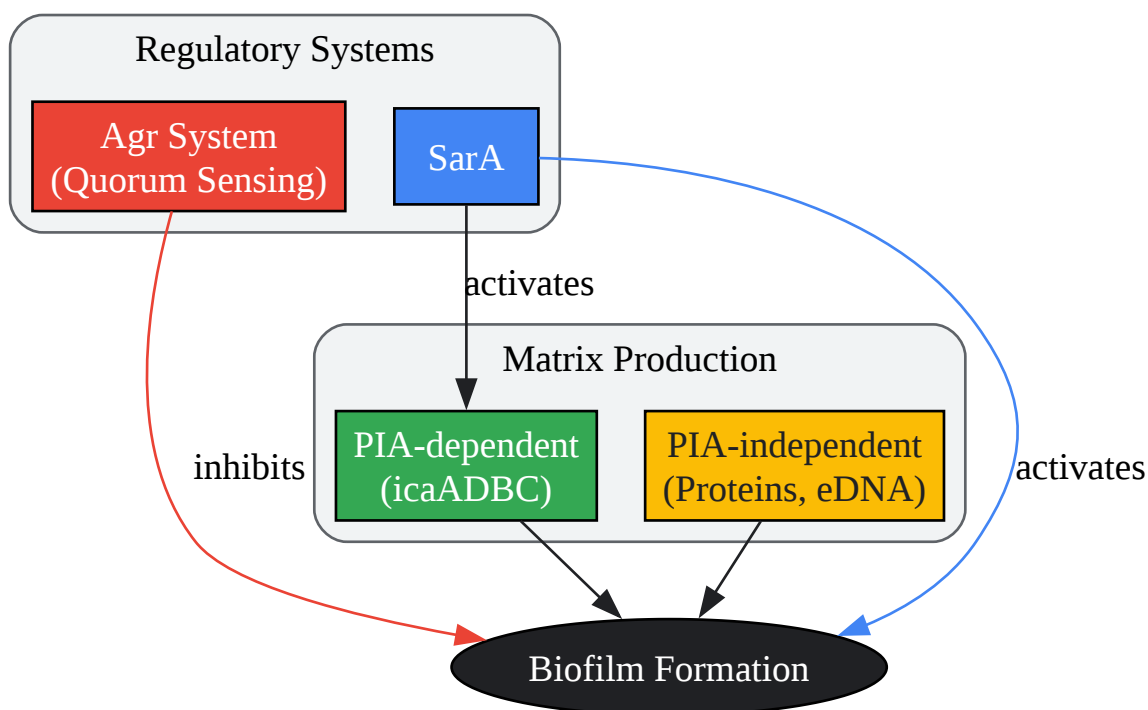 Regulatory Systems
Agr System
(Quorum Sensing)
SarA
activates
Matrix Production
PIA-dependent
(icaADBC)
PIA-independent
(Proteins, eDNA)
inhibits
activates
Biofilm Formation